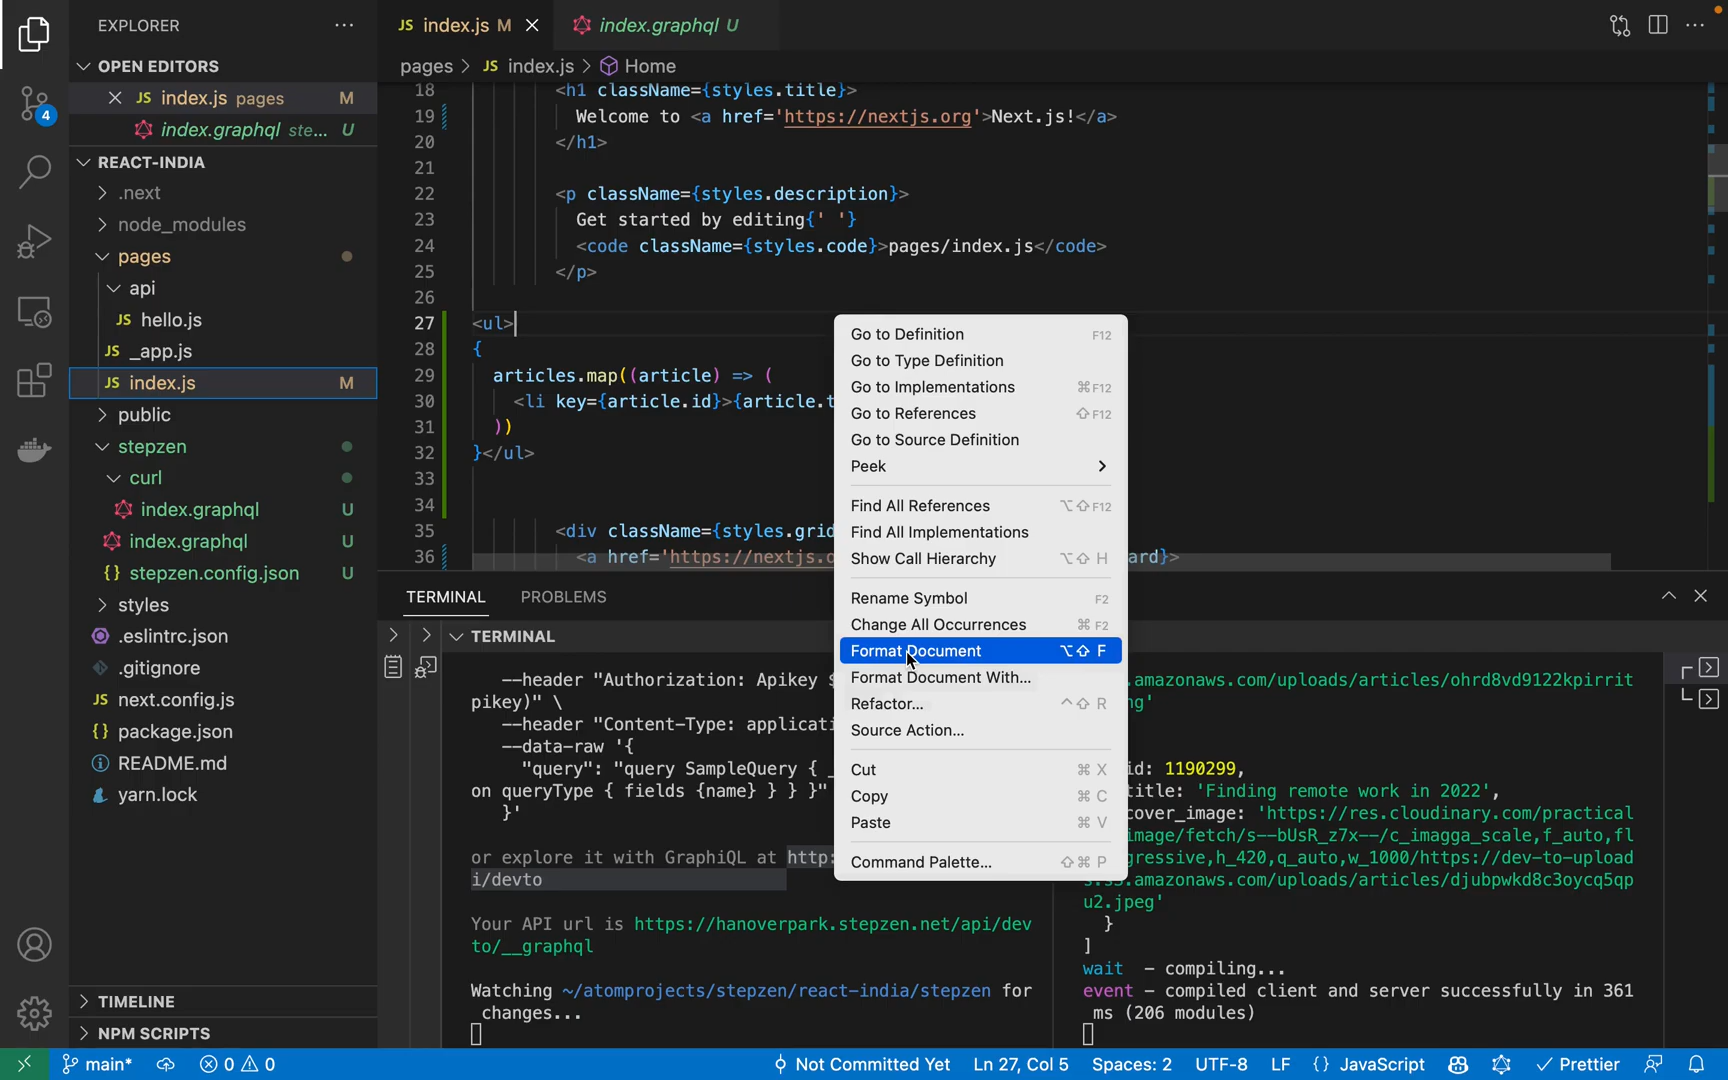 EXPLORER
OPEN EDITORS
JS index.js pages M
index.graphql ste... U
REACT-INDIA
.next
node_modules
pages
api
JS hello.js
JS _app.js
JS index.js M
public
stepzen
curl
index.graphql U
index.graphql U
{} stepzen.config.json U
styles
.eslintrc.json
.gitignore
JS next.config.js
{} package.json
README.md
yarn.lock
TIMELINE
NPM SCRIPTS
4
JS index.js M
index.graphql U
pages > JS index.js > Home
18 <h1 className={styles.title}>
19 Welcome to <a href='https://nextjs.org'>Next.js!</a>
20 </h1>
21
22 <p className={styles.description}>
23 Get started by editing{' '}
24 <code className={styles.code}>pages/index.js</code>
25 </p>
26
27 <ul>
28 {
29 articles.map((article) => (
30 <li key={article.id}>{article.t
31 ))
32 }</ul>
33
34
35 <div className={styles.grid
36 <a href='https://nextjs.o ard}>
Go to Definition F12
Go to Type Definition
Go to Implementations ⌘F12
Go to References ⇧F12
Go to Source Definition
Peek
Find All References ⌥⇧F12
Find All Implementations
Show Call Hierarchy ⌥⇧ H
Rename Symbol F2
Change All Occurrences ⌘ F2
Format Document ⌥⇧ F
Format Document With...
Refactor... ^⇧ R
Source Action...
Cut ⌘ X
Copy ⌘ C
Paste ⌘ V
Command Palette... ⇧⌘ P
TERMINAL PROBLEMS
TERMINAL
--header "Authorization: Apikey $
pikey)" \
--header "Content-Type: applicati
--data-raw '{
"query": "query SampleQuery { _
on queryType { fields {name} } } }"
}'
or explore it with GraphiQL at http:
i/devto
Your API url is https://hanoverpark.stepzen.net/api/dev
to/__graphql
Watching ~/atomprojects/stepzen/react-india/stepzen for
changes...
.amazonaws.com/uploads/articles/ohrd8vd9122kpirrit
ng'
id: 1190299,
title: 'Finding remote work in 2022',
cover_image: 'https://res.cloudinary.com/practical
image/fetch/s--bUsR_z7x--/c_imagga_scale,f_auto,fl
gressive,h_420,q_auto,w_1000/https://dev-to-upload
s.s3.amazonaws.com/uploads/articles/djubpwkd8c3oycq5qp
u2.jpeg'
}
]
wait - compiling...
event - compiled client and server successfully in 361
ms (206 modules)
main* 0 0 Not Committed Yet Ln 27, Col 5 Spaces: 2 UTF-8 LF {} JavaScript Prettier